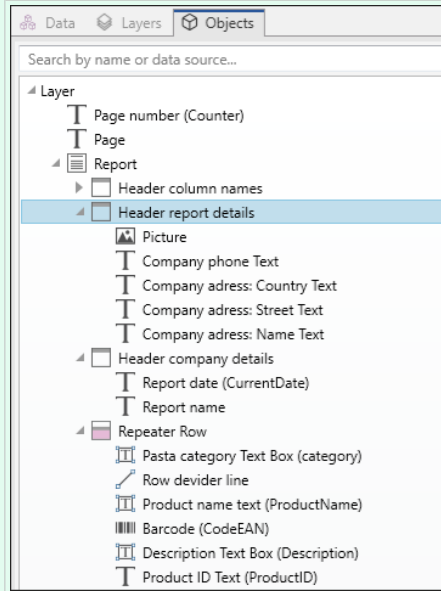 Data Layers Objects
Search by name or data source...
Layer
Page number (Counter)
Page
Report
Header column names
Header report details
Picture
Company phone Text
Company adress: Country Text
Company adress: Street Text
Company adress: Name Text
Header company details
Report date (CurrentDate)
Report name
Repeater Row
Pasta category Text Box (category)
Row devider line
Product name text (ProductName)
Barcode (CodeEAN)
Description Text Box (Description)
Product ID Text (ProductID)